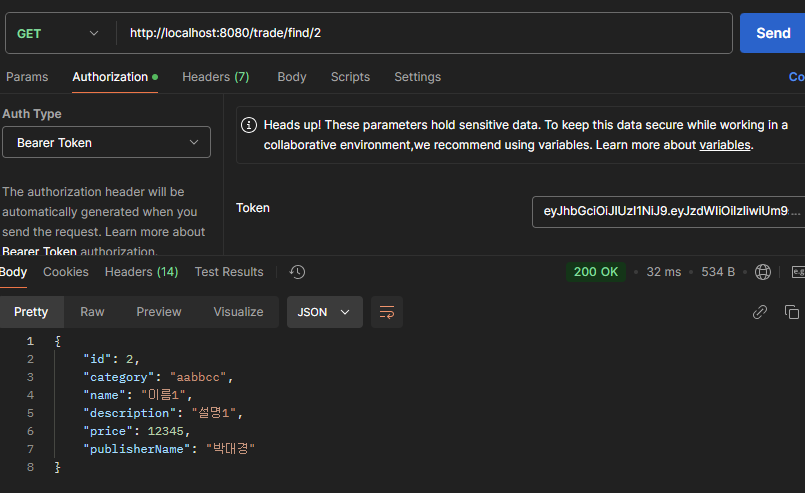 GET http://localhost:8080/trade/find/2 Send
Params Authorization Headers (7) Body Scripts Settings Co
Auth Type
Bearer Token
The authorization header will be
automatically generated when you
send the request. Learn more about
Bearer Token authorization.
Heads up! These parameters hold sensitive data. To keep this data secure while working in a
collaborative environment,we recommend using variables. Learn more about variables.
Token
Body Cookies Headers (14) Test Results 200 OK • 32 ms • 534 B •
Pretty Raw Preview Visualize JSON
1 {
2 "id": 2,
3 "category": "aabbcc",
4 "name": "이름1",
5 "description": "설명1",
6 "price": 12345,
7 "publisherName": "박대경"
8 }